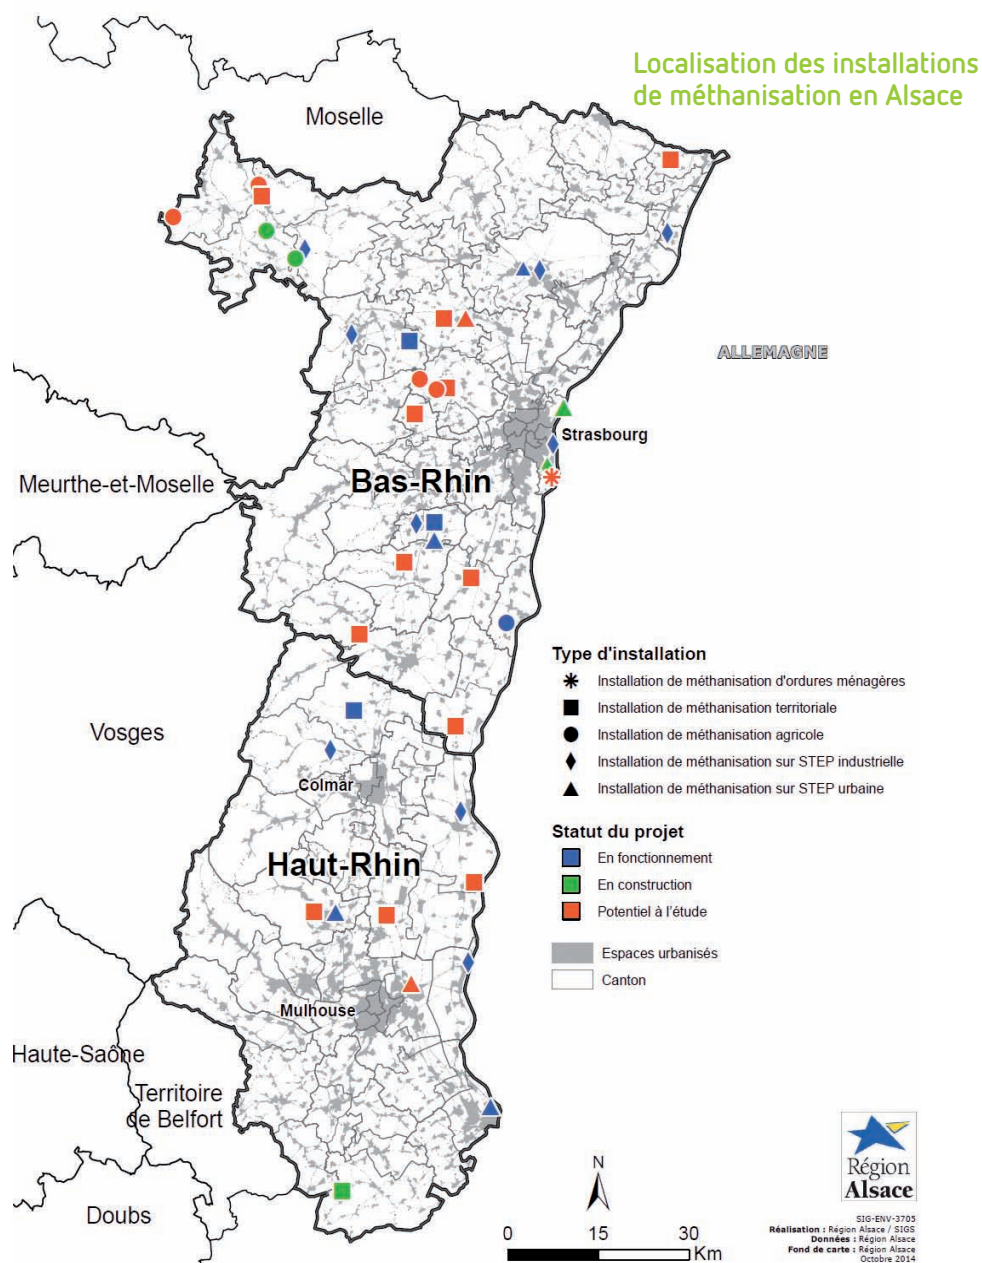 Localisation des installations
de méthanisation en Alsace
Moselle
ALLEMAGNE
Strasbourg
Meurthe-et-Moselle
Bas-Rhin
Type d'installation
Installation de méthanisation d'ordures ménagères
Installation de méthanisation territoriale
Installation de méthanisation agricole
Installation de méthanisation sur STEP industrielle
Installation de méthanisation sur STEP urbaine
Vosges
Colmar
Statut du projet
En fonctionnement
En construction
Potentiel à l'étude
Haut-Rhin
Espaces urbanisés
Canton
Mulhouse
Haute-Saône
Territoire
de Belfort
Doubs
N
0 15 30
Km
Région
Alsace
SIG-ENV-3705
Réalisation : Région Alsace / SIGS
Données : Région Alsace
Fond de carte : Région Alsace
Octobre 2014